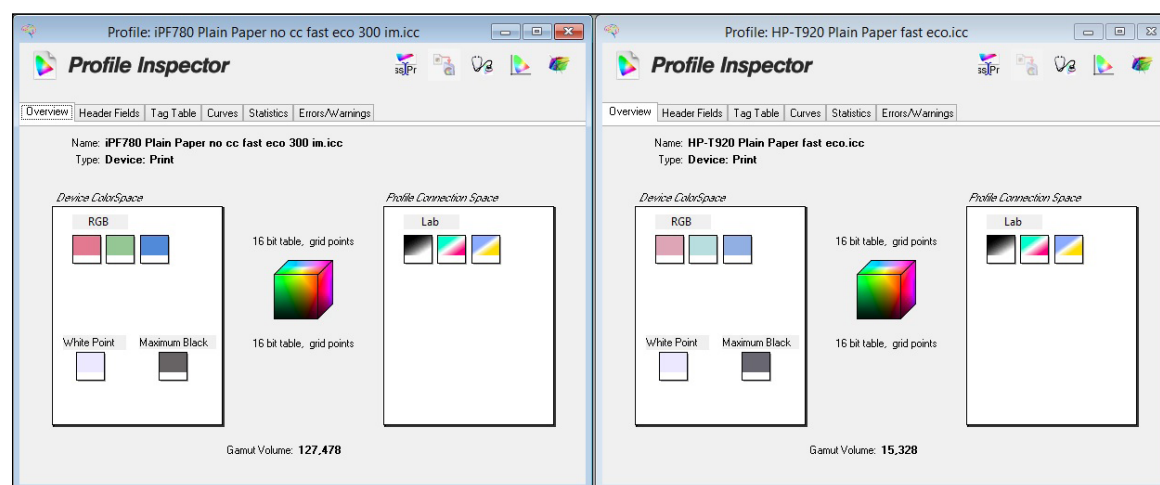 Profile: iPF780 Plain Paper no cc fast eco 300 im.icc
Profile Inspector
ss Pr
Overview Header Fields Tag Table Curves Statistics Errors/Warnings
Name: iPF780 Plain Paper no cc fast eco 300 im.icc
Type: Device: Print
Device ColorSpace
Profile Connection Space
RGB
Lab
16 bit table, grid points
White Point Maximum Black
16 bit table, grid points
Gamut Volume: 127,478
Profile: HP-T920 Plain Paper fast eco.icc
Profile Inspector
ss Pr
Overview Header Fields Tag Table Curves Statistics Errors/Warnings
Name: HP-T920 Plain Paper fast eco.icc
Type: Device: Print
Device ColorSpace
Profile Connection Space
RGB
Lab
16 bit table, grid points
White Point Maximum Black
16 bit table, grid points
Gamut Volume: 15,328